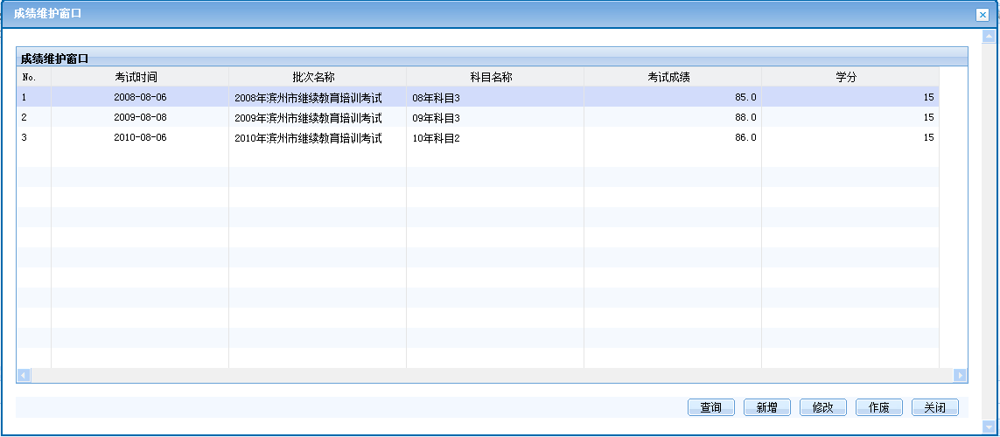 成绩维护窗口
成绩维护窗口
No. 考试时间 批次名称 科目名称 考试成绩 学分
1 2008-08-06 2008年滨州市继续教育培训考试 08年科目3 85.0 15
2 2009-08-08 2009年滨州市继续教育培训考试 09年科目3 88.0 15
3 2010-08-06 2010年滨州市继续教育培训考试 10年科目2 86.0 15
查询 新增 修改 作废 关闭